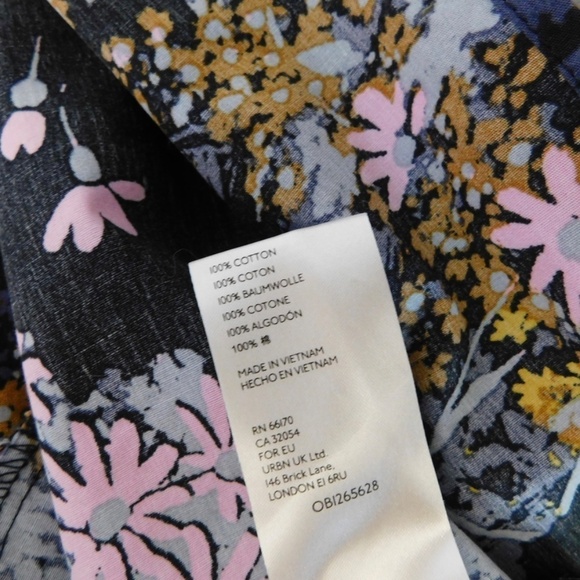 100% COTTON
100% COTON
100% BAUMWOLLE
100% COTONE
100% ALGODÓN
100% 棉
MADE IN VIETNAM
HECHO EN VIETNAM
RN 66170
CA 32054
FOR EU
URBN UK Ltd.
146 Brick Lane,
LONDON E1 6RU
OB1265628